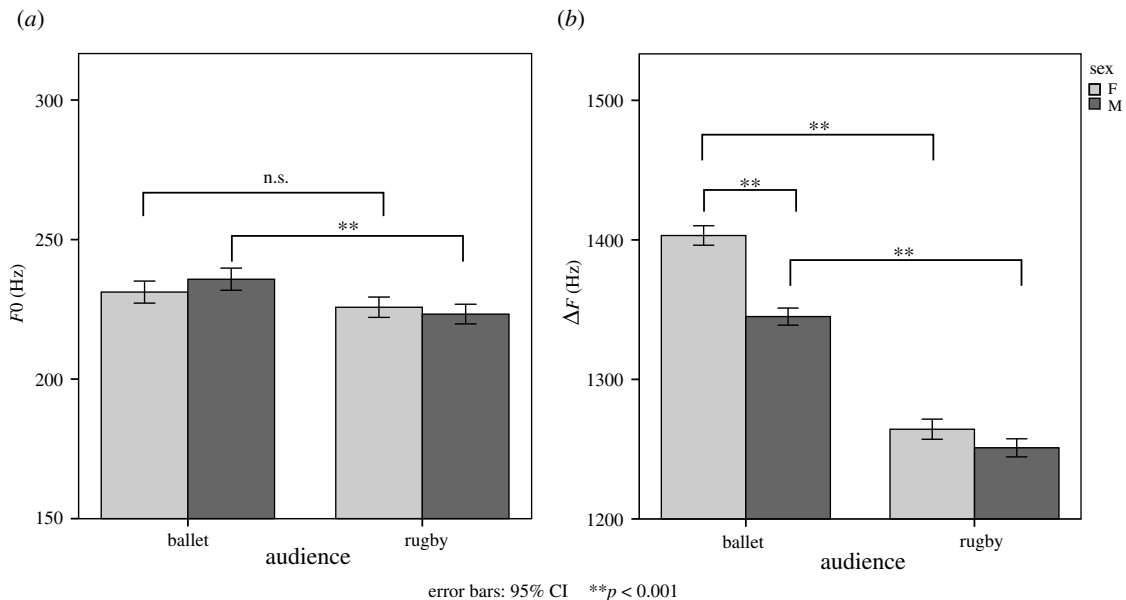 (a)
300
250
200
150
F0 (Hz)
n.s.
**
ballet
rugby
audience
(b)
1500
1400
1300
1200
ΔF (Hz)
**
**
**
ballet
rugby
audience
sex
F
M
error bars: 95% CI **p < 0.001